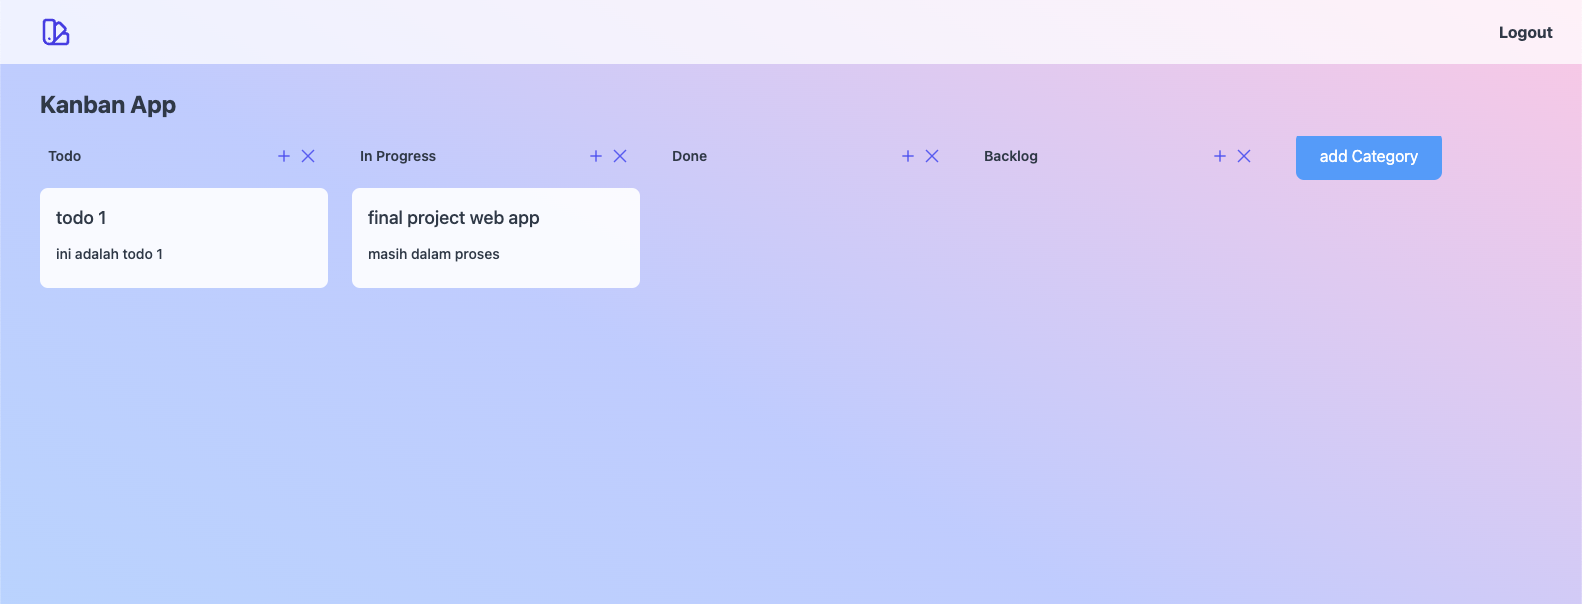 Logout
Kanban App
Todo
In Progress
Done
Backlog
add Category
todo 1
ini adalah todo 1
final project web app
masih dalam proses